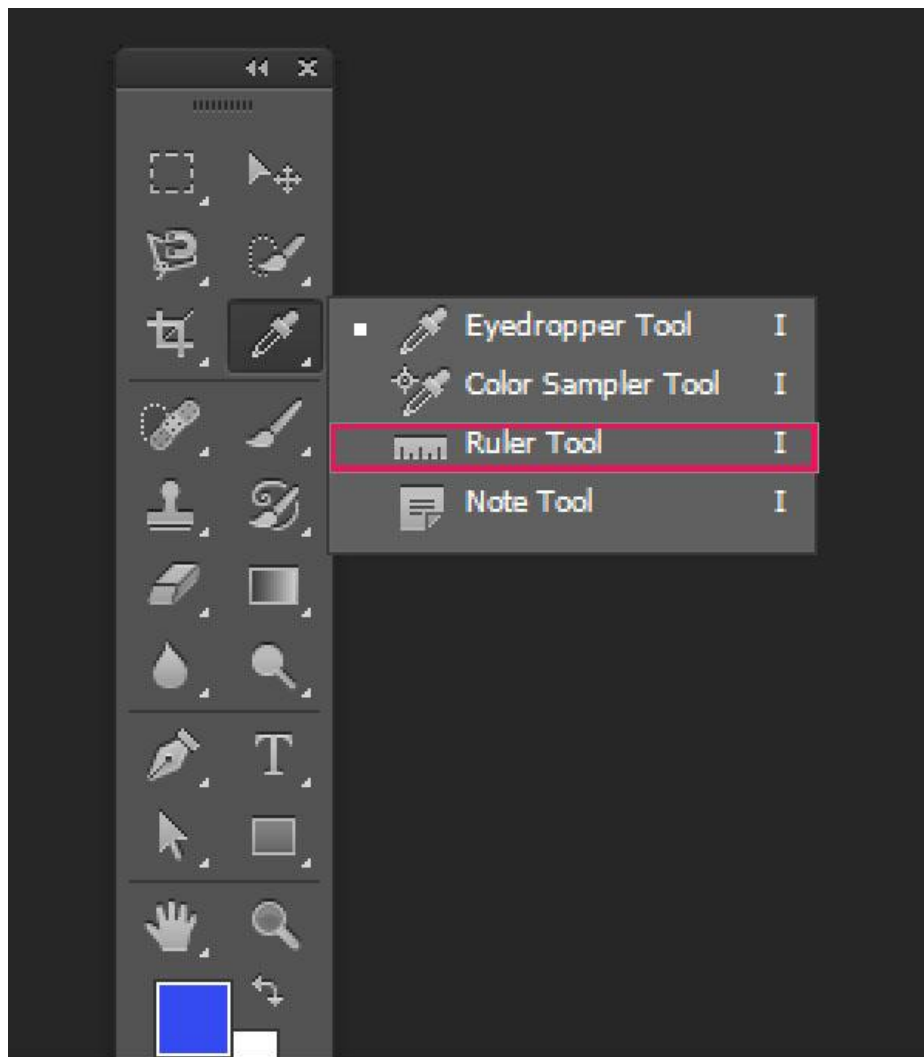 Eyedropper Tool I
Color Sampler Tool I
Ruler Tool I
Note Tool I
T